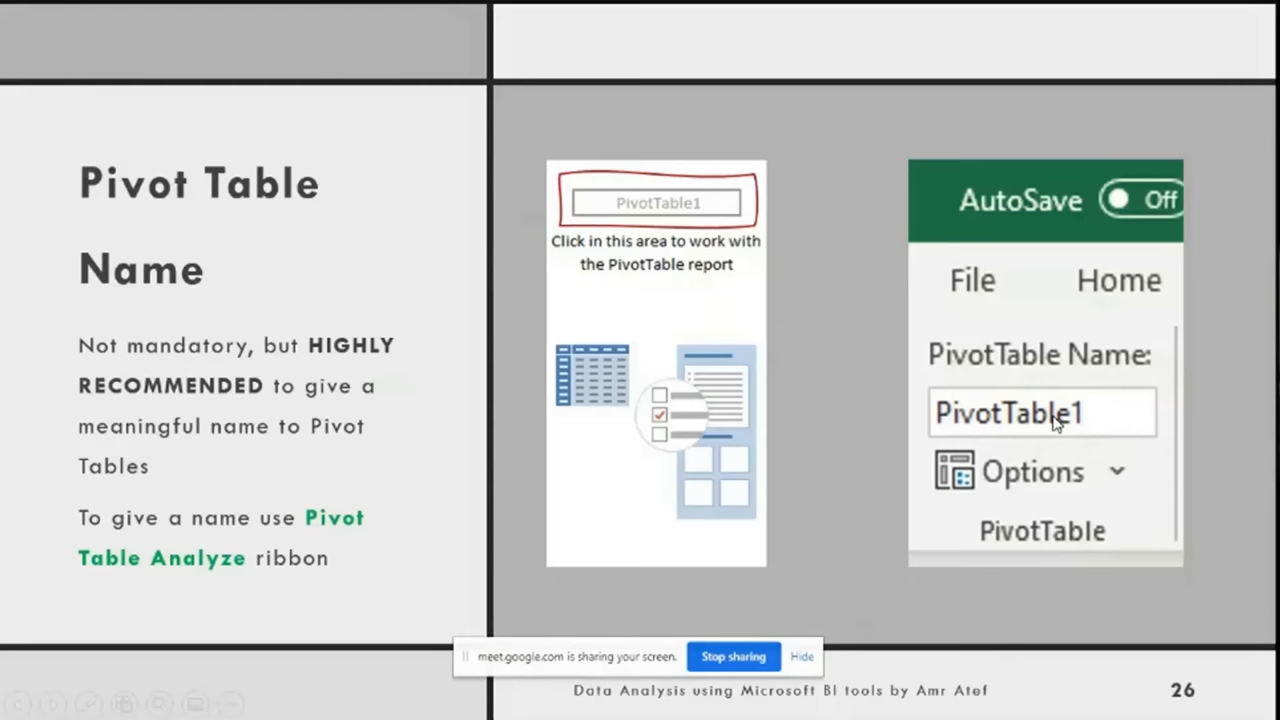 Pivot Table
Name
Not mandatory, but HIGHLY
RECOMMENDED to give a
meaningful name to Pivot
Tables
To give a name use Pivot
Table Analyze ribbon
PivotTable1
Click in this area to work with
the PivotTable report
AutoSave Off
File Home
PivotTable Name:
PivotTable1
Options
PivotTable
meet.google.com is sharing your screen. Stop sharing Hide
Data Analysis using Microsoft BI tools by Amr Atef 26